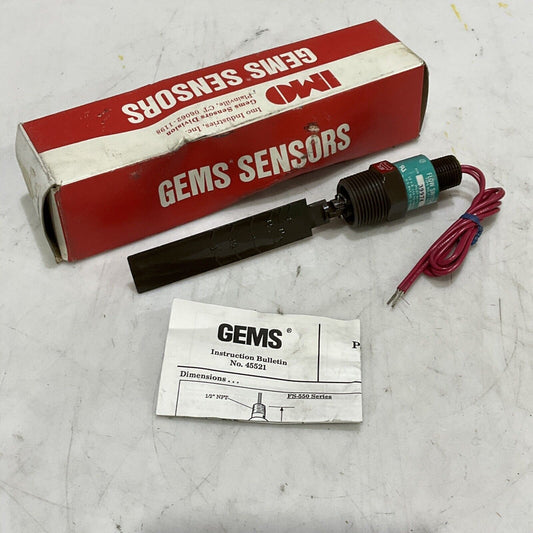 IMO
GEMS SENSORS
Imo Industries, Inc.
Gems Sensors Division
Plainville, CT 06062-1198
GEMS SENSORS
FLOW
GEMS ®
Instruction Bulletin
No. 45521
Dimensions . . .
1/2" NPT
FS-550 Series
P